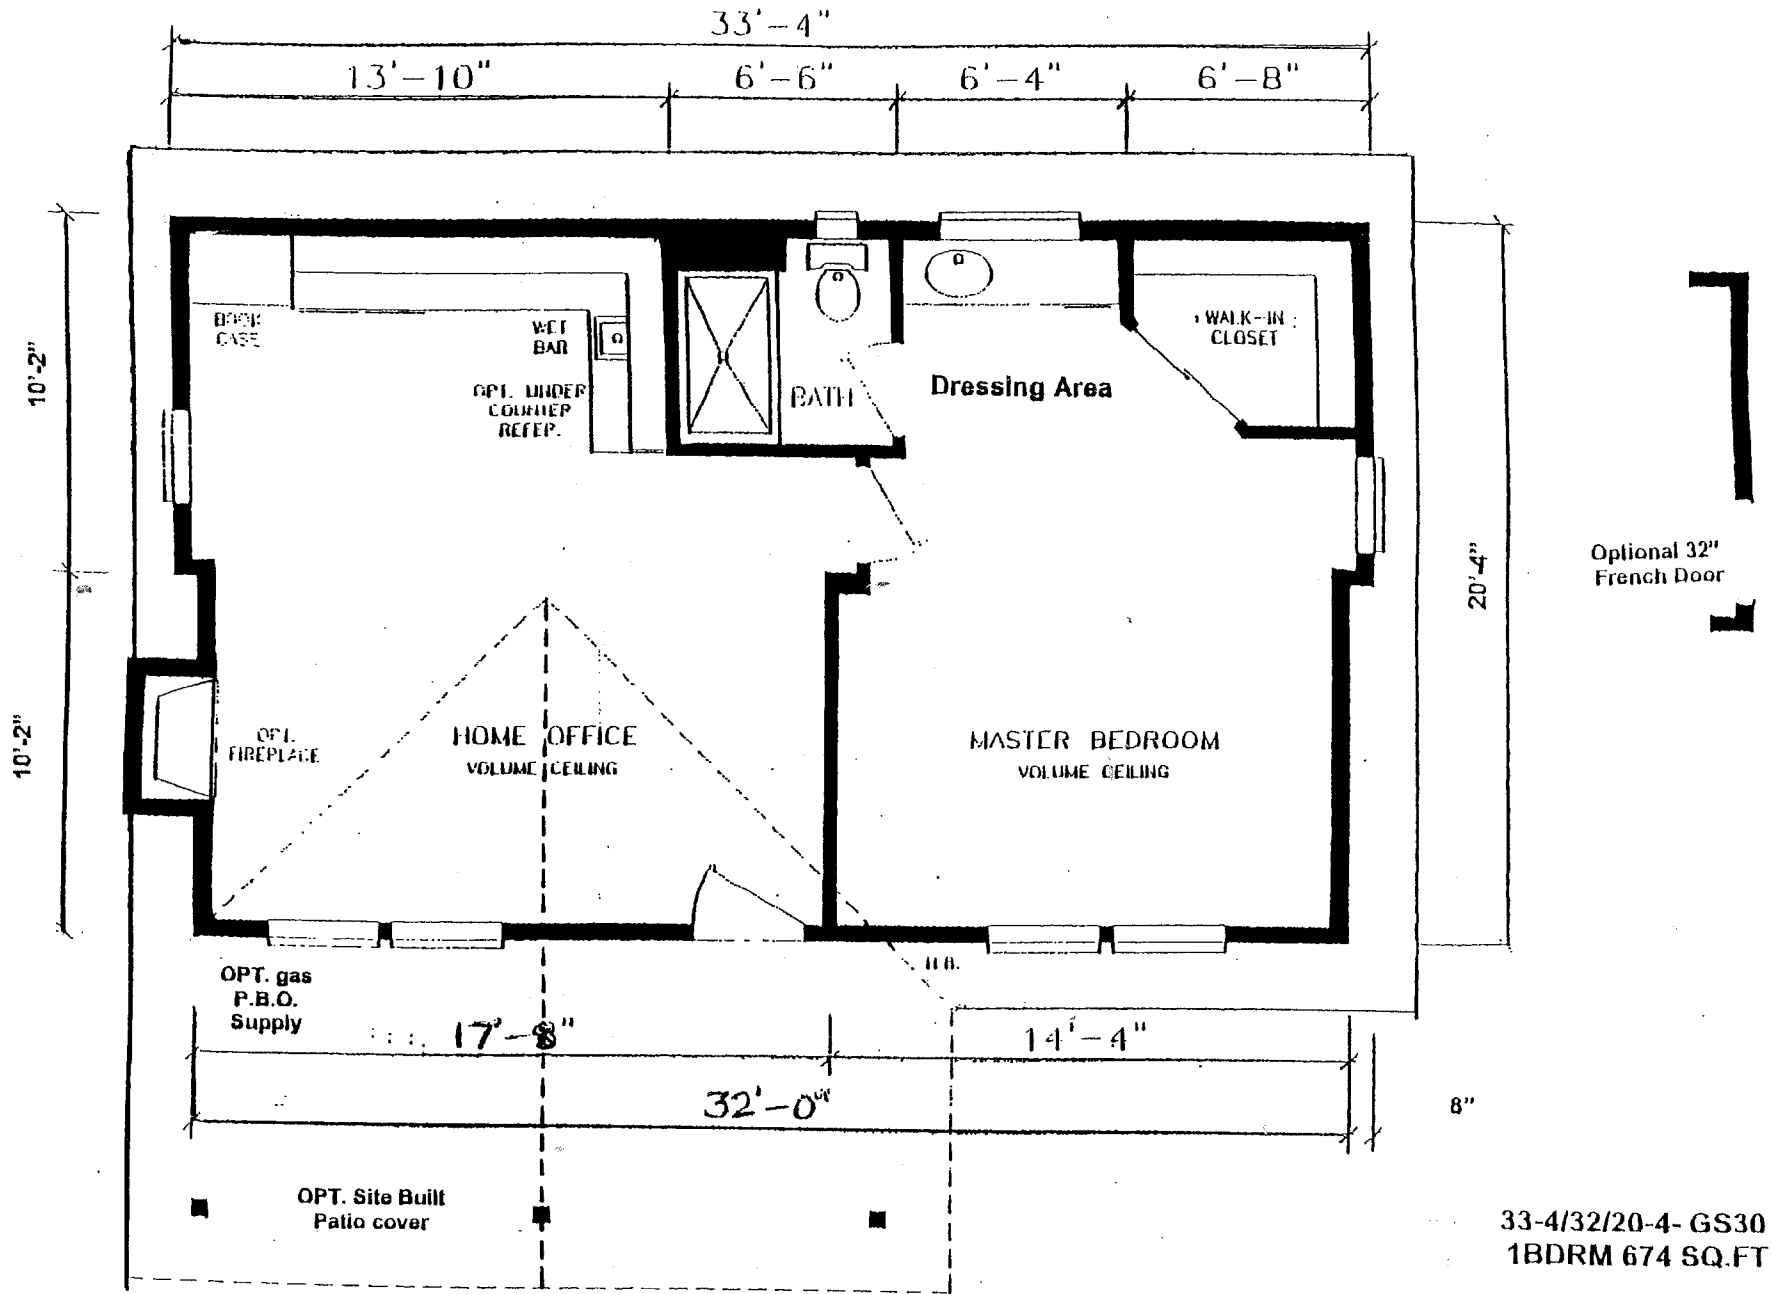 33'-4"
13'-10"
6'-6"
6'-4"
6'-8"
10'-2"
BOOK
CASE
WET
BAR
OPT. UNDER
COUNTER
REFER.
BATH
Dressing Area
WALK-IN
CLOSET
20'-4"
Optional 32"
French Door
10'-2"
OPT.
FIREPLACE
HOME OFFICE
VOLUME CEILING
MASTER BEDROOM
VOLUME CEILING
OPT. gas
P.B.O.
Supply
H.B.
17'-8"
14'-4"
32'-0"
8"
OPT. Site Built
Patio cover
33-4/32/20-4- GS30
1BDRM 674 SQ.FT